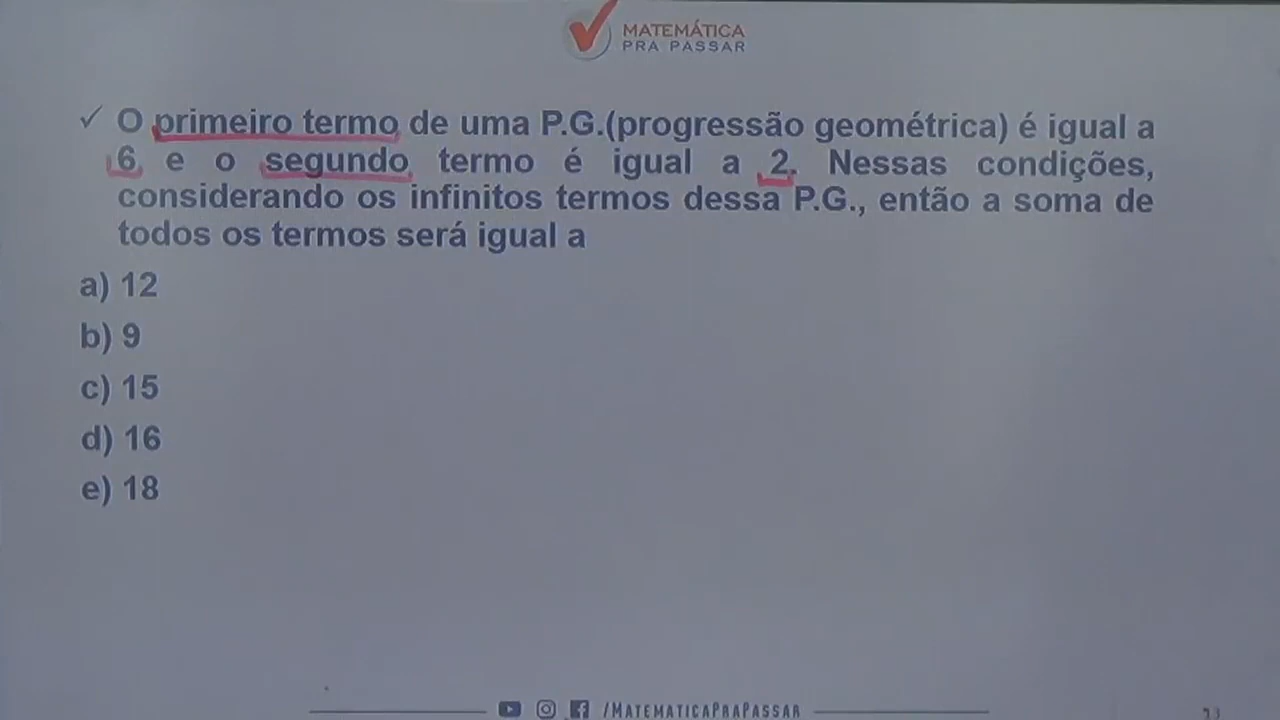 MATEMÁTICA
PRA PASSAR
✓ O primeiro termo de uma P.G.(progressão geométrica) é igual a
6 e o segundo termo é igual a 2. Nessas condições,
considerando os infinitos termos dessa P.G., então a soma de
todos os termos será igual a
a) 12
b) 9
c) 15
d) 16
e) 18
/MATEMATICAPRAPASSAR